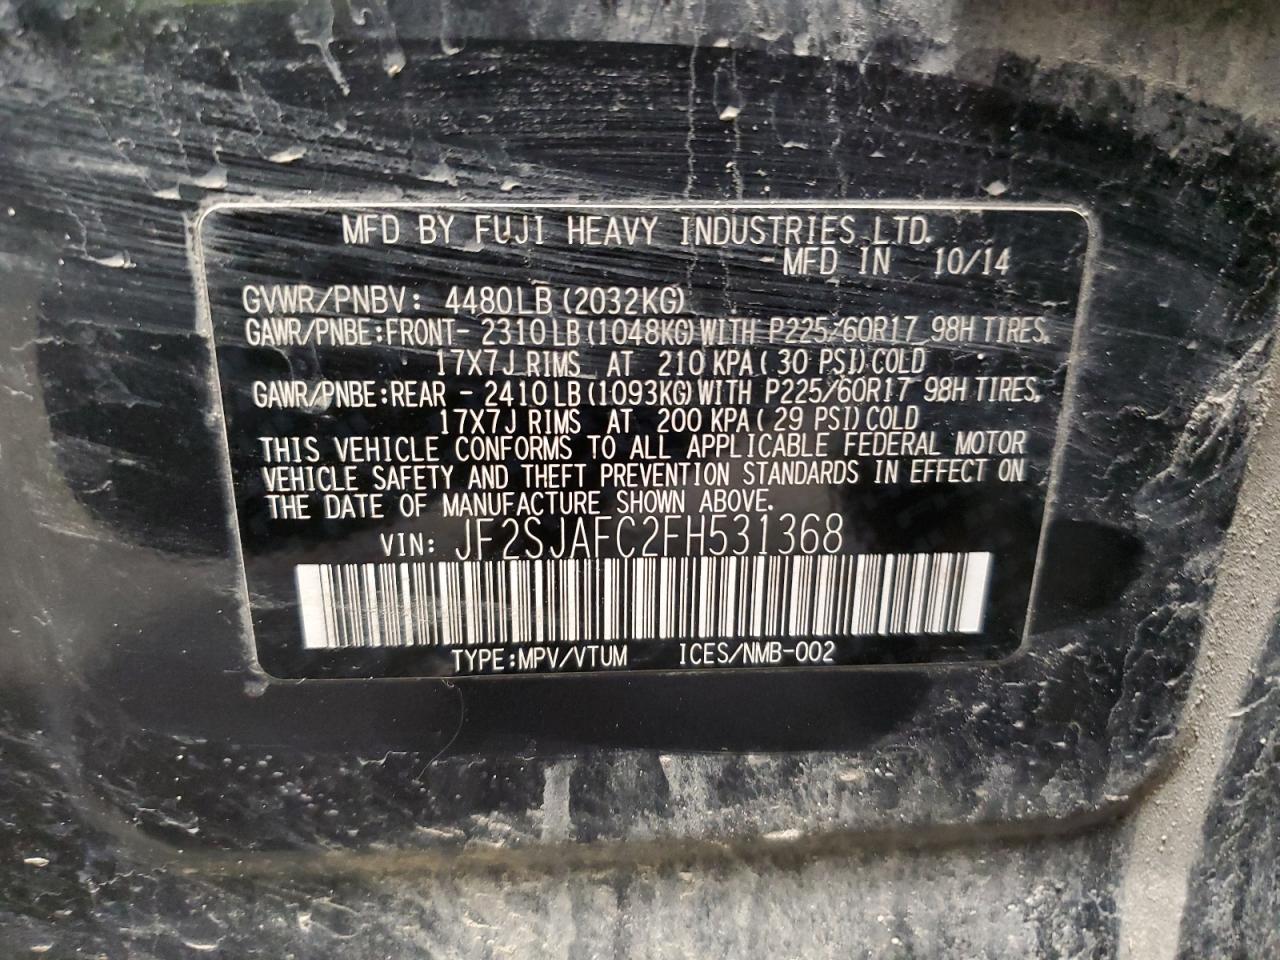 MFD BY FUJI HEAVY INDUSTRIES LTD.
MFD IN 10/14
GVWR/PNBV: 4480LB (2032KG)
GAWR/PNBE:FRONT- 2310 LB (1048KG) WITH P225/60R17 98H TIRES,
17X7J RIMS AT 210 KPA ( 30 PSI) COLD
GAWR/PNBE:REAR - 2410 LB (1093KG) WITH P225/60R17 98H TIRES,
17X7J RIMS AT 200 KPA ( 29 PSI) COLD
THIS VEHICLE CONFORMS TO ALL APPLICABLE FEDERAL MOTOR
VEHICLE SAFETY AND THEFT PREVENTION STANDARDS IN EFFECT ON
THE DATE OF MANUFACTURE SHOWN ABOVE.
VIN: JF2SJAFC2FH531368
TYPE:MPV/VTUM ICES/NMB-002